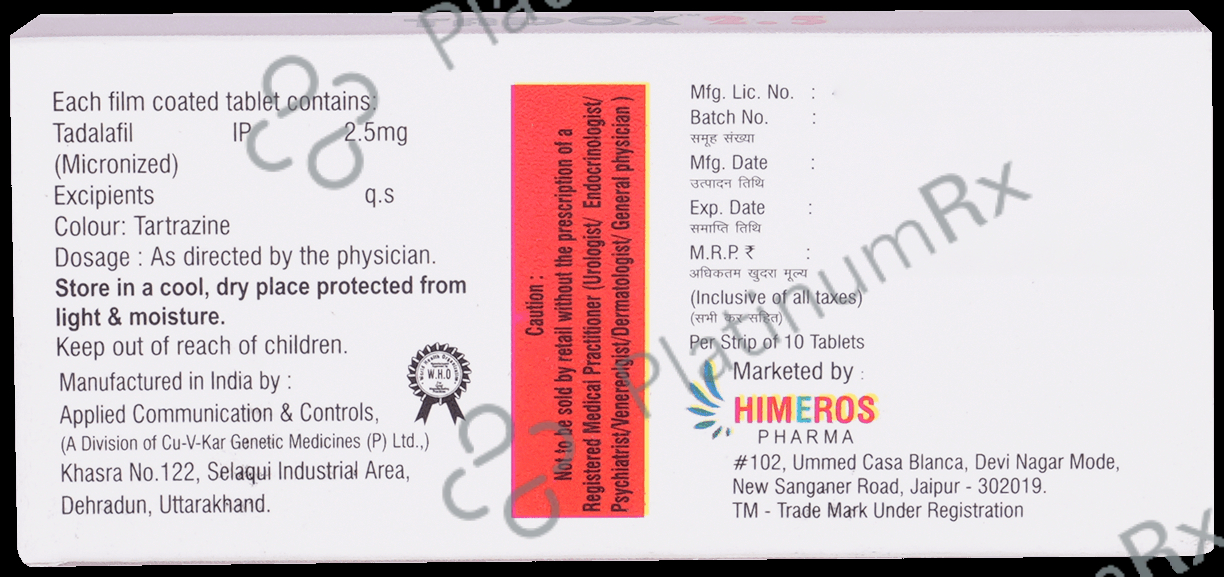 2.5
Each film coated tablet contains:
Tadalafil IP 2.5mg
(Micronized)
Excipients q.s
Colour: Tartrazine
Dosage : As directed by the physician.
Store in a cool, dry place protected from
light & moisture.
Keep out of reach of children.
Manufactured in India by :
Applied Communication & Controls,
(A Division of Cu-V-Kar Genetic Medicines (P) Ltd.,)
Khasra No.122, Selaqui Industrial Area,
Dehradun, Uttarakhand.
W.H.O
Caution :
Not to be sold by retail without the prescription of a
Registered Medical Practitioner (Urologist/ Endocrinologist/
Psychiatrist/Venereolgist/Dermatologist/ General physician )
Mfg. Lic. No. :
Batch No. :
समूह संख्या
Mfg. Date :
उत्पादन तिथि
Exp. Date :
समाप्ति तिथि
M.R.P. ₹ :
अधिकतम खुदरा मूल्य
(Inclusive of all taxes)
(सभी कर सहित)
Per Strip of 10 Tablets
Marketed by :
HIMEROS
PHARMA
#102, Ummed Casa Blanca, Devi Nagar Mode,
New Sanganer Road, Jaipur - 302019.
TM - Trade Mark Under Registration
PlatinumRx